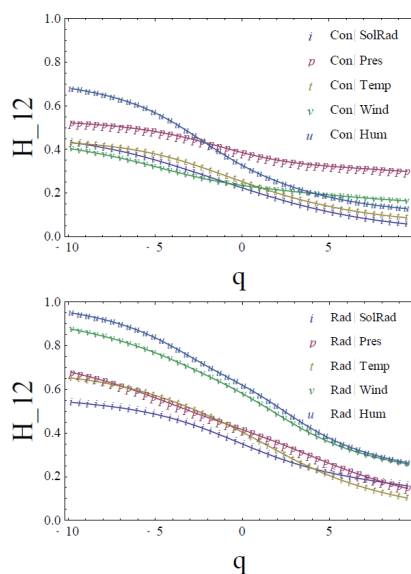 1.0
0.8
0.6
0.4
0.2
0.0
H_12
- 10
- 5
0
5
q
i Con | SolRad
p Con | Pres
t Con | Temp
v Con | Wind
u Con | Hum
1.0
0.8
0.6
0.4
0.2
0.0
H_12
- 10
- 5
0
5
q
i Rad | SolRad
p Rad | Pres
t Rad | Temp
v Rad | Wind
u Rad | Hum